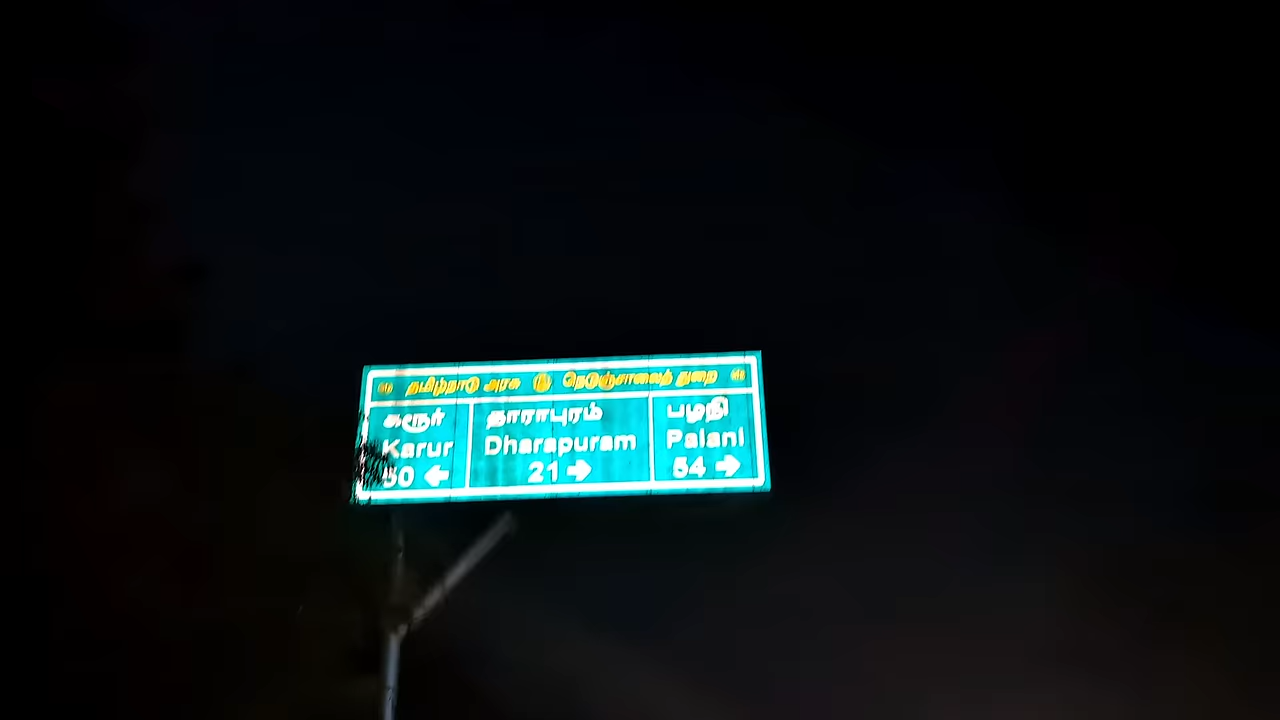 தமிழ்நாடு அரசு நெடுஞ்சாலைத் துறை
கரூர்
Karur
தாராபுரம்
Dharapuram
21
பழநி
Palani
54